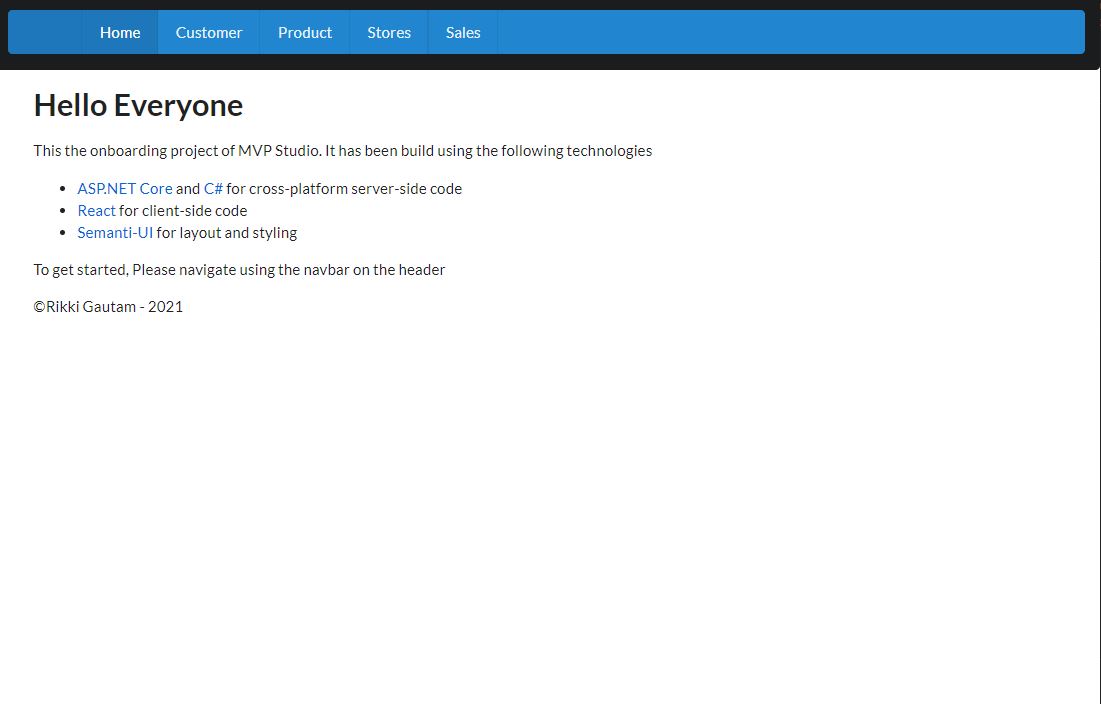 Home Customer Product Stores Sales
Hello Everyone
This the onboarding project of MVP Studio. It has been build using the following technologies
ASP.NET Core and C# for cross-platform server-side code
React for client-side code
Semanti-UI for layout and styling
To get started, Please navigate using the navbar on the header
©Rikki Gautam - 2021